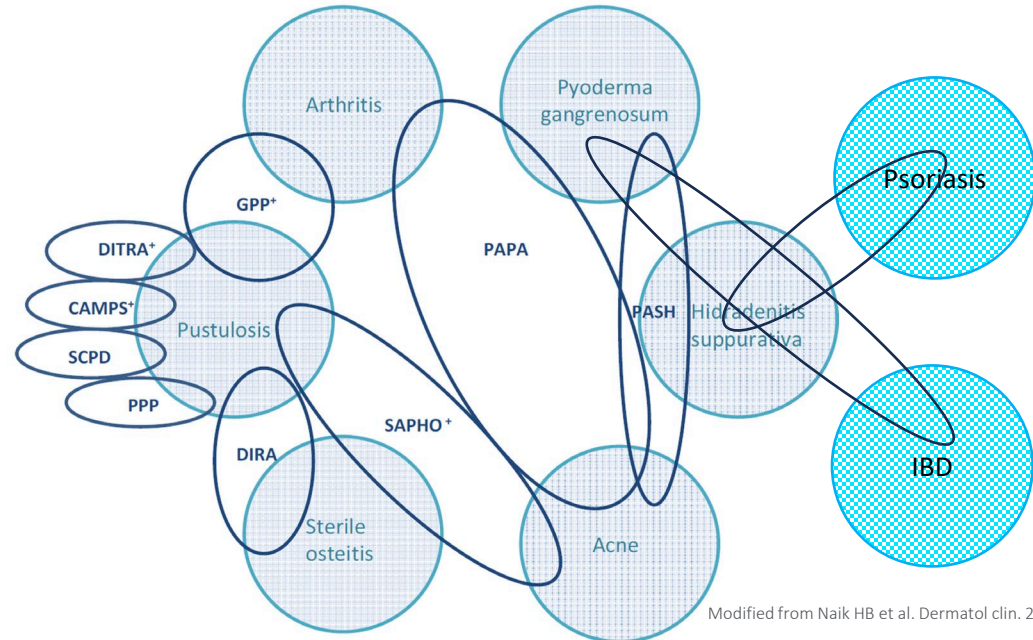 Arthritis
Pyoderma
gangrenosum
Psoriasis
GPP+
DITRA+
PAPA
CAMPS+
Pustulosis
PASH
Hidradenitis
suppurativa
SCPD
PPP
SAPHO +
DIRA
IBD
Sterile
osteitis
Acne
Modified from Naik HB et al. Dermatol clin. 2